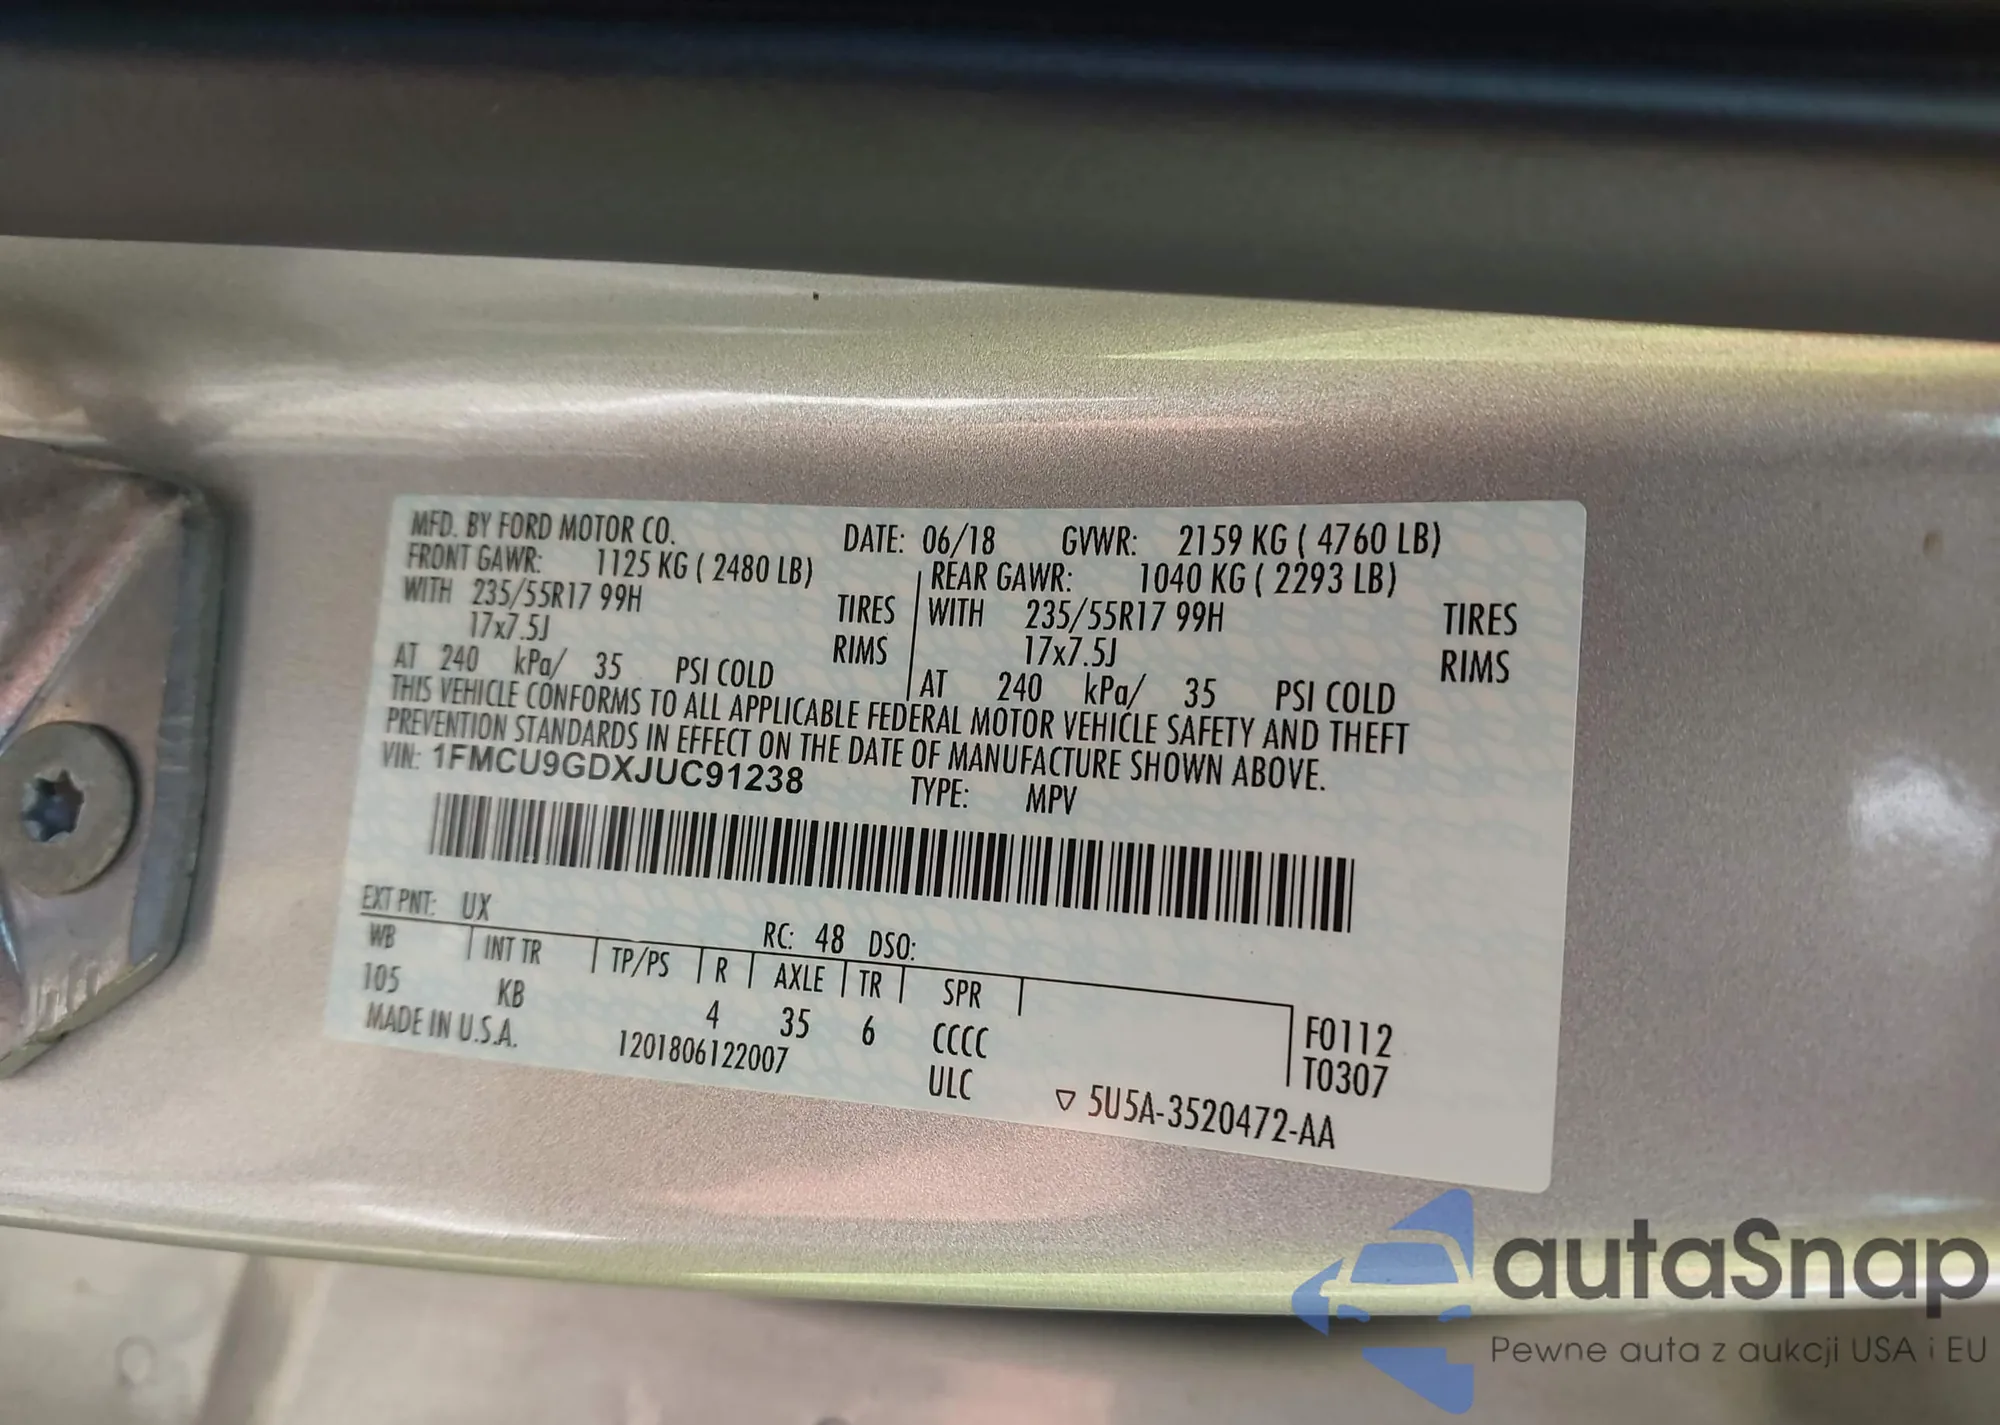 MFD. BY FORD MOTOR CO. DATE: 06/18 GVWR: 2159 KG ( 4760 LB)
FRONT GAWR: 1125 KG ( 2480 LB) REAR GAWR: 1040 KG ( 2293 LB)
WITH 235/55R17 99H TIRES WITH 235/55R17 99H TIRES
17x7.5J RIMS 17x7.5J RIMS
AT 240 kPa/ 35 PSI COLD AT 240 kPa/ 35 PSI COLD
THIS VEHICLE CONFORMS TO ALL APPLICABLE FEDERAL MOTOR VEHICLE SAFETY AND THEFT
PREVENTION STANDARDS IN EFFECT ON THE DATE OF MANUFACTURE SHOWN ABOVE.
VIN: 1FMCU9GDXJUC91238 TYPE: MPV
EXT PNT: UX RC: 48 DSO:
WB INT TR TP/PS R AXLE TR SPR
105 KB 4 35 6 CCCC F0112
MADE IN U.S.A. 1201806122007 ULC T0307
▽ 5U5A-3520472-AA
autaSnap
Pewne auta z aukcji USA i EU